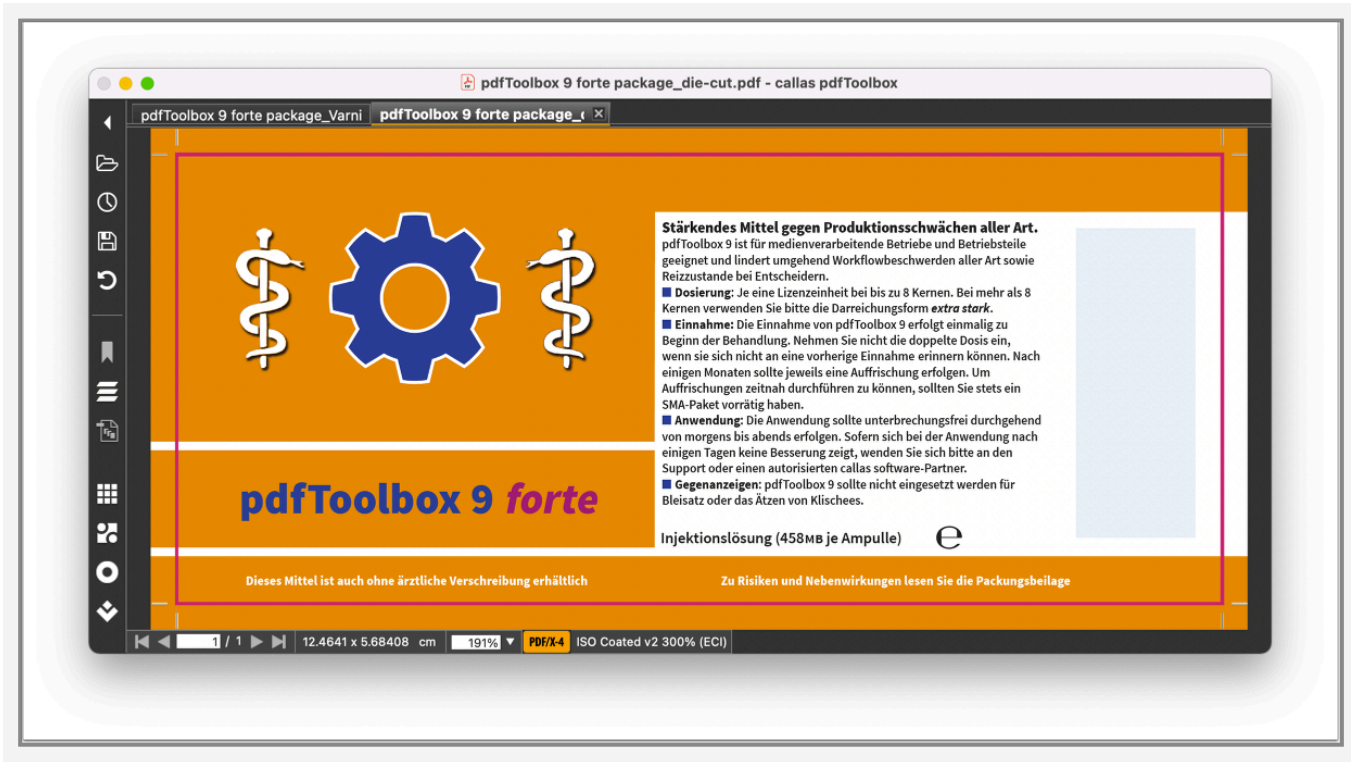 pdfToolbox 9 forte package_die-cut.pdf - callas pdfToolbox
pdfToolbox 9 forte package_Varni
pdfToolbox 9 forte package_
Stärkendes Mittel gegen Produktionsschwächen aller Art.
pdfToolbox 9 ist für medienverarbeitende Betriebe und Betriebsteile
geeignet und lindert umgehend Workflowbeschwerden aller Art sowie
Reizzustande bei Entscheidern.
Dosierung: Je eine Lizenzeinheit bei bis zu 8 Kernen. Bei mehr als 8
Kernen verwenden Sie bitte die Darreichungsform extra stark.
Einnahme: Die Einnahme von pdfToolbox 9 erfolgt einmalig zu
Beginn der Behandlung. Nehmen Sie nicht die doppelte Dosis ein,
wenn sie sich nicht an eine vorherige Einnahme erinnern können. Nach
einigen Monaten sollte jeweils eine Auffrischung erfolgen. Um
Auffrischungen zeitnah durchführen zu können, sollten Sie stets ein
SMA-Paket vorrätig haben.
Anwendung: Die Anwendung sollte unterbrechungsfrei durchgehend
von morgens bis abends erfolgen. Sofern sich bei der Anwendung nach
einigen Tagen keine Besserung zeigt, wenden Sie sich bitte an den
Support oder einen autorisierten callas software-Partner.
Gegenanzeigen: pdfToolbox 9 sollte nicht eingesetzt werden für
Bleisatz oder das Ätzen von Klischees.
pdfToolbox 9 forte
Injektionslösung (458MB je Ampulle) ℮
Dieses Mittel ist auch ohne ärztliche Verschreibung erhältlich
Zu Risiken und Nebenwirkungen lesen Sie die Packungsbeilage
1 / 1 12.4641 x 5.68408 cm 191% PDF/X-4 ISO Coated v2 300% (ECI)